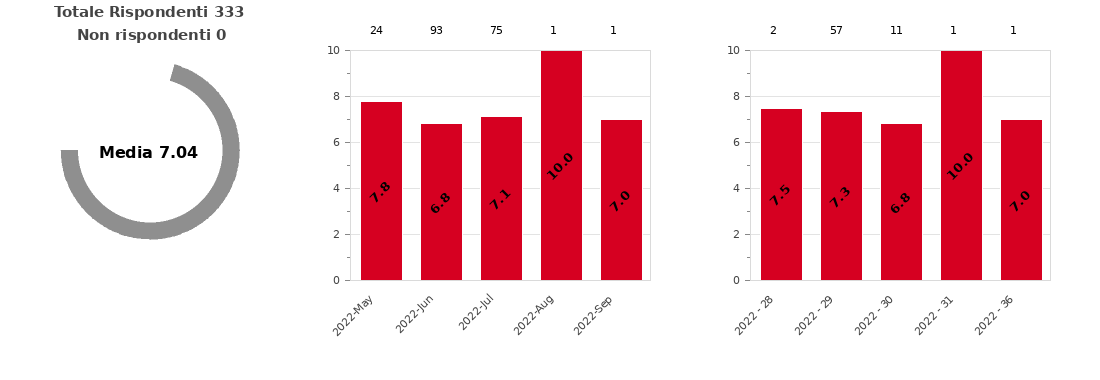 Totale Rispondenti 333
Non rispondenti 0
Media 7.04
24 93 75 1 1
10
8
6
4
2
0
7.8 6.8 7.1 10.0 7.0
2022-May 2022-Jun 2022-Jul 2022-Aug 2022-Sep
2 57 11 1 1
10
8
6
4
2
0
7.5 7.3 6.8 10.0 7.0
2022 - 28 2022 - 29 2022 - 30 2022 - 31 2022 - 36